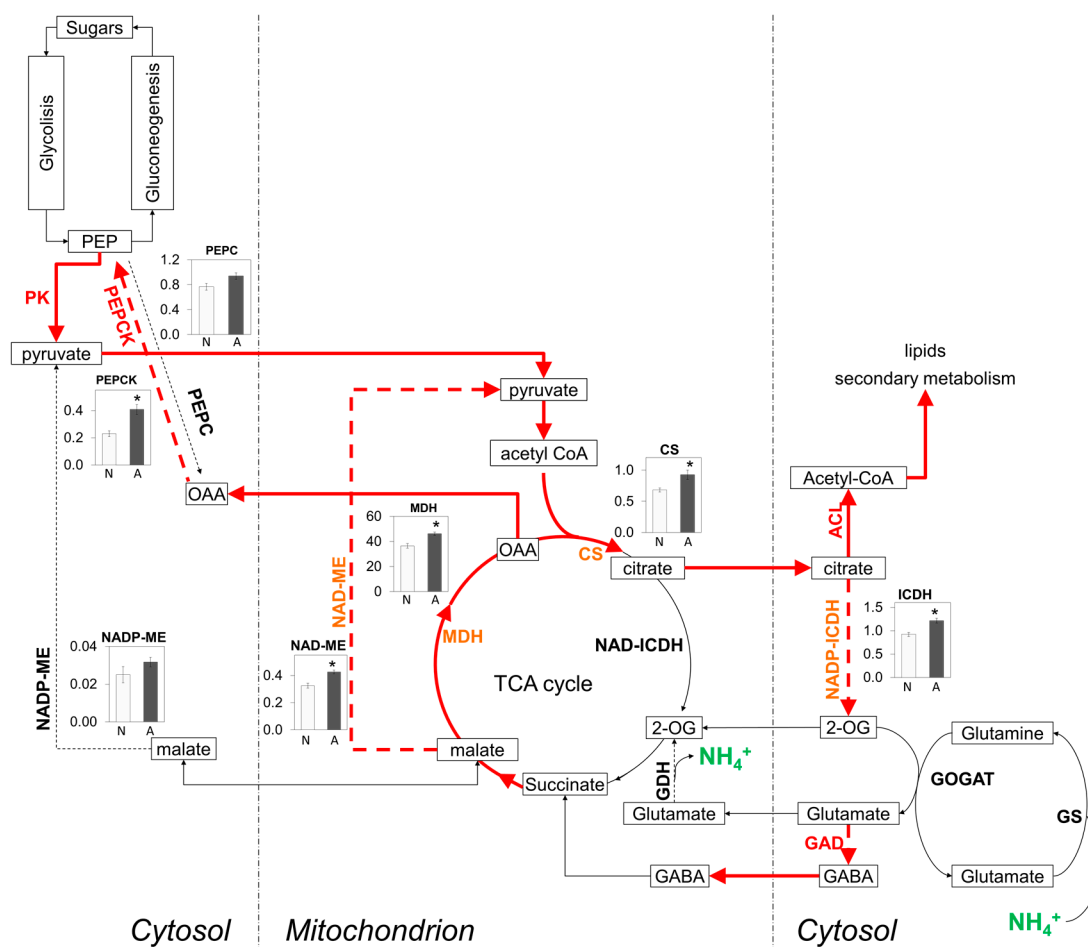 Sugars
Glycolisis
Gluconeogenesis
PEP
PEPC
1.2
0.8
0.4
0.0
N A
PK
PEPCK
pyruvate
PEPCK
0.4
0.2
0.0
N A
PEPC
OAA
NADP-ME
NADP-ME
0.04
0.02
0.00
N A
malate
pyruvate
acetyl CoA
CS
1.0
0.5
0.0
*
N A
MDH
60
40
20
0
*
N A
OAA
CS
citrate
NAD-ME
MDH
NAD-ICDH
NAD-ME
0.4
0.2
0.0
*
N A
TCA cycle
malate
2-OG
Succinate
GDH
NH4+
Glutamate
GABA
lipids
secondary metabolism
Acetyl-CoA
ACL
citrate
NADP-ICDH
ICDH
1.5
1.0
0.5
0.0
*
N A
2-OG
Glutamine
GOGAT
GS
Glutamate
GAD
GABA
Glutamate
NH4+
*
Cytosol
Mitochondrion
Cytosol